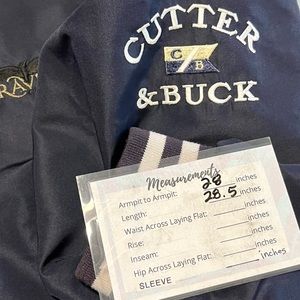 CUTTER
C B
& BUCK
RAV
Measurements
Armpit to Armpit: 28 inches
Length: 28.5 inches
Waist Across Laying Flat: inches
Rise: inches
Inseam: inches
Hip Across Laying Flat: inches
SLEEVE